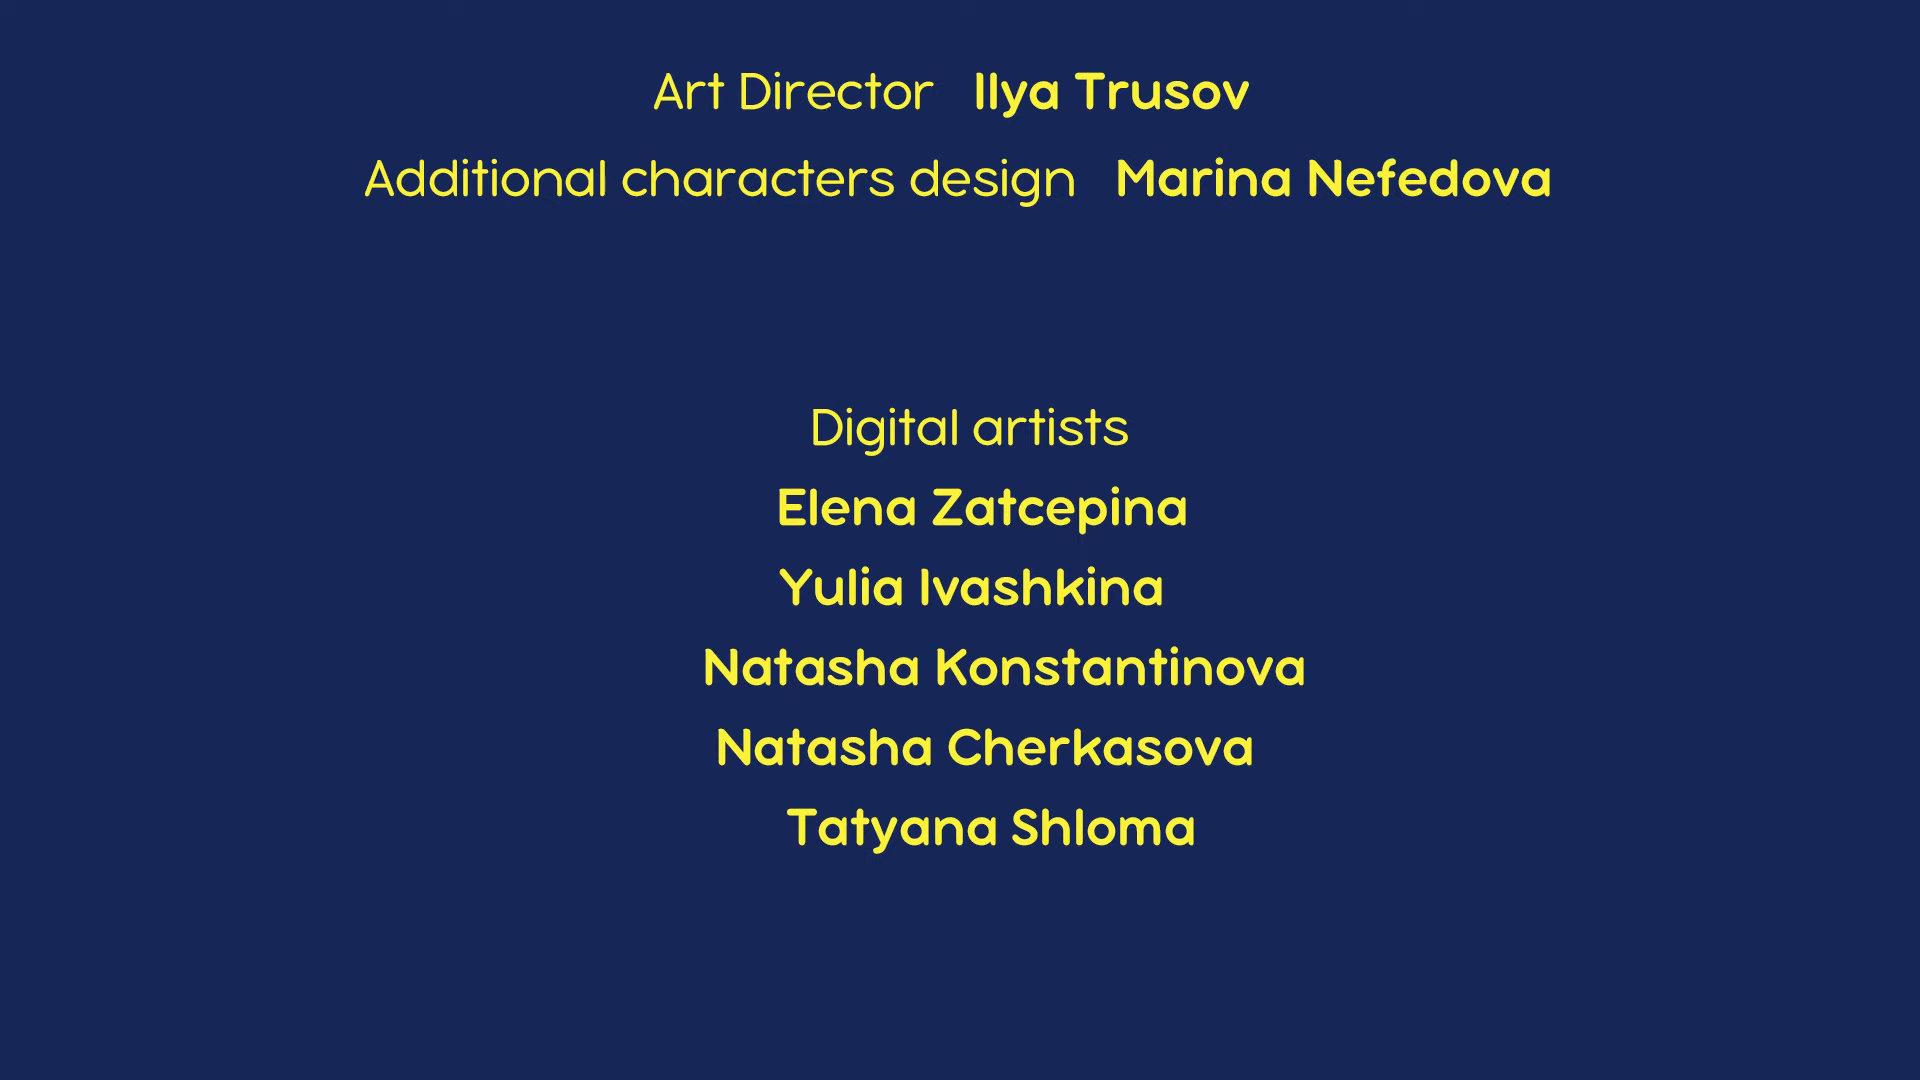 Art Director Ilya Trusov
Additional characters design Marina Nefedova
Digital artists
Elena Zatcepina
Yulia Ivashkina
Natasha Konstantinova
Natasha Cherkasova
Tatyana Shloma